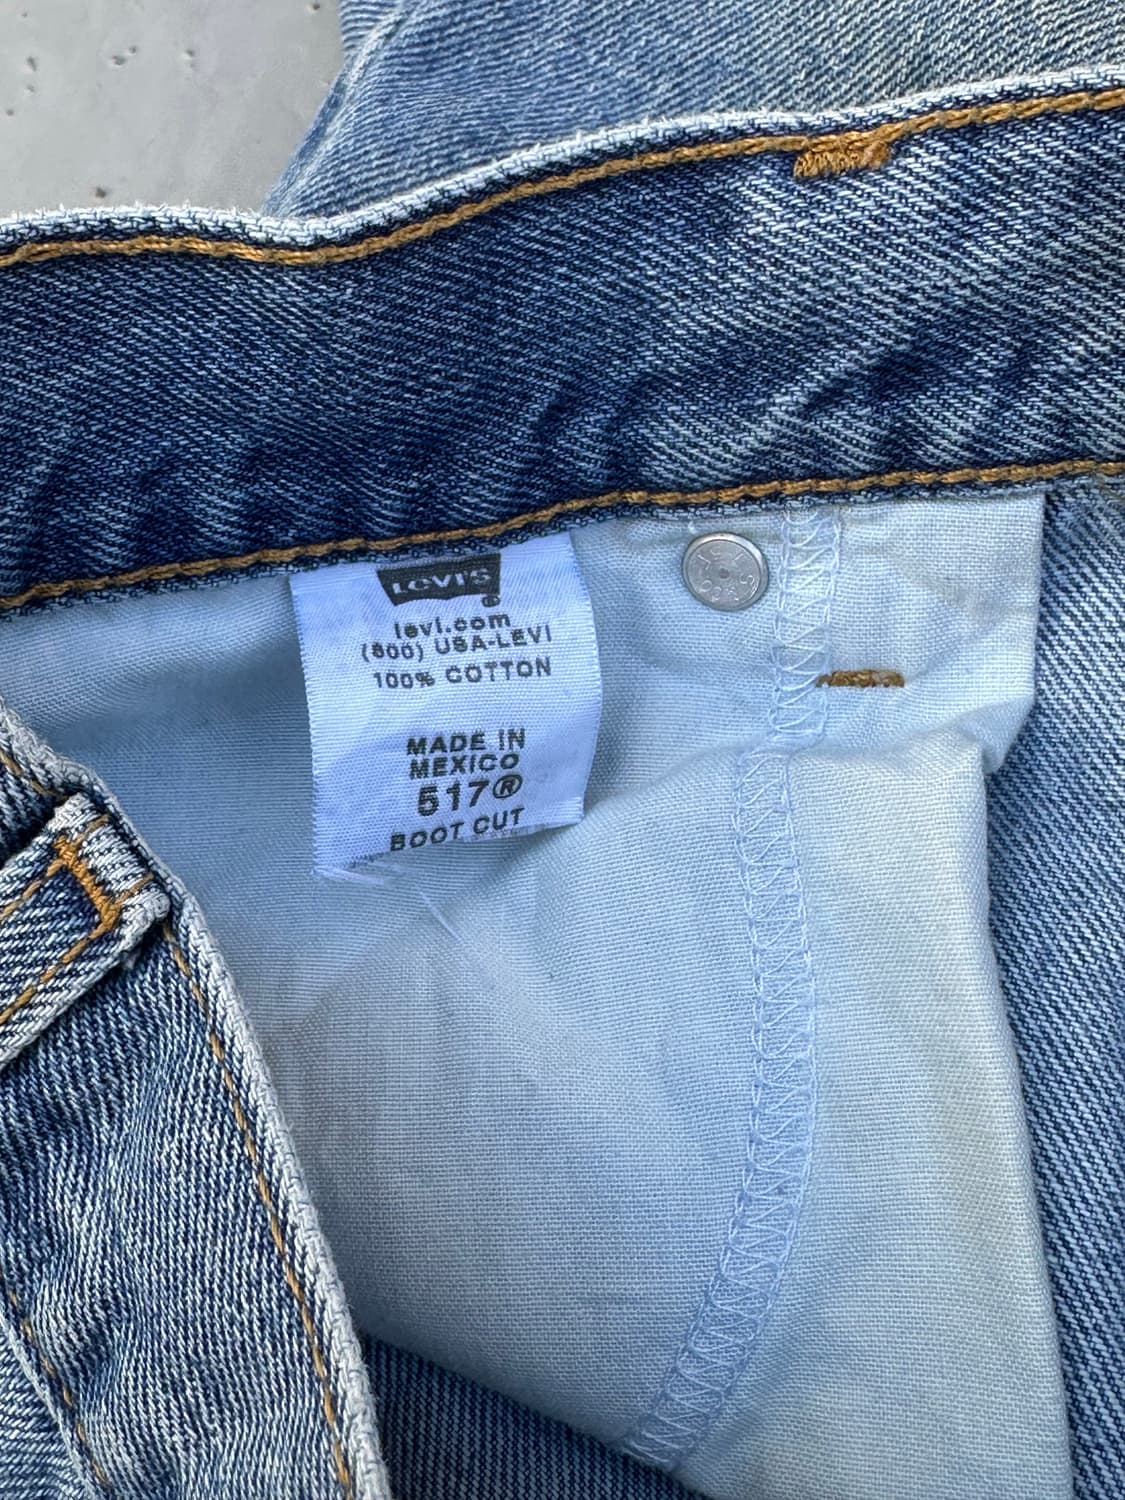 LEVI'S
®
levi.com
(800) USA-LEVI
100% COTTON
MADE IN
MEXICO
517®
BOOT CUT